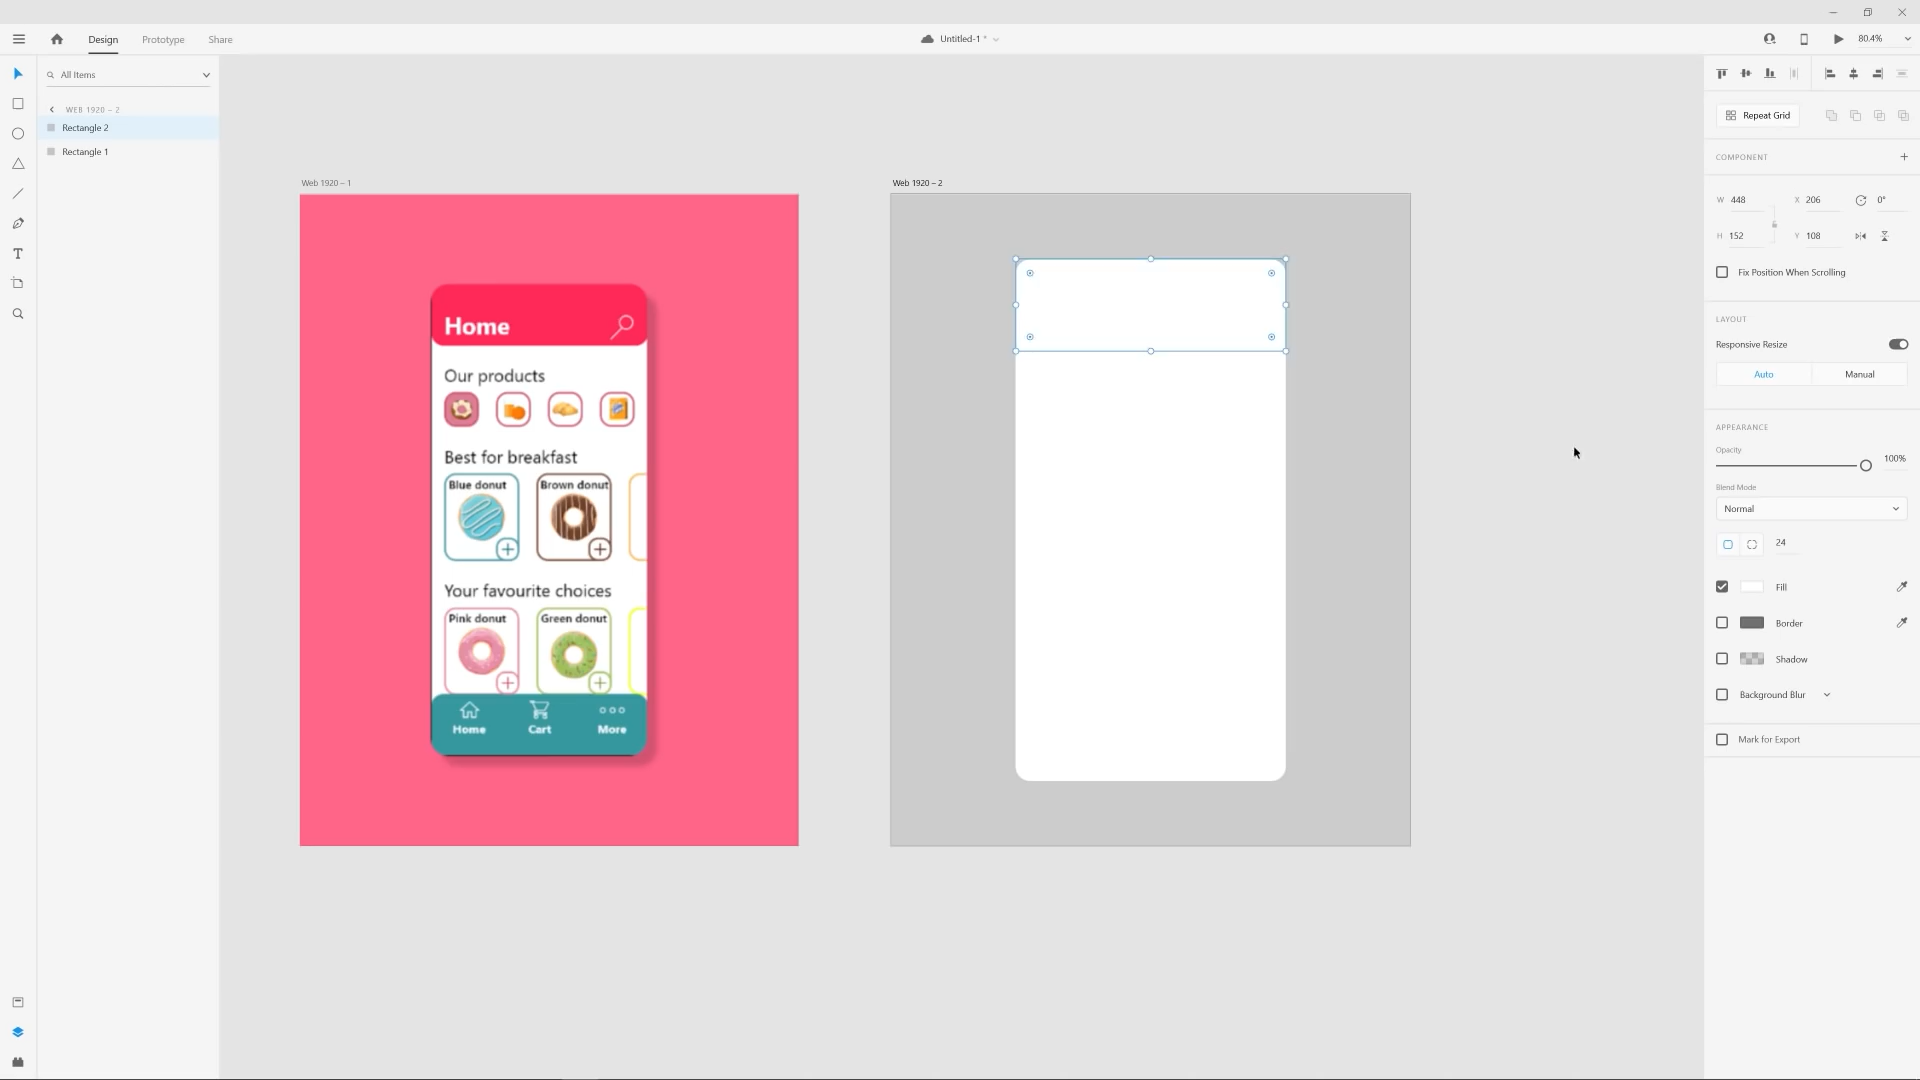 Design
Prototype
Share
Untitled-1 *
80.4%
All Items
WEB 1920 – 2
Rectangle 2
Rectangle 1
Web 1920 – 1
Home
Our products
Best for breakfast
Blue donut
Brown donut
Your favourite choices
Pink donut
Green donut
Home
Cart
More
Web 1920 – 2
Repeat Grid
COMPONENT
W 448
X 206
0°
H 152
Y 108
Fix Position When Scrolling
LAYOUT
Responsive Resize
Auto
Manual
APPEARANCE
Opacity
100%
Blend Mode
Normal
24
Fill
Border
Shadow
Background Blur
Mark for Export